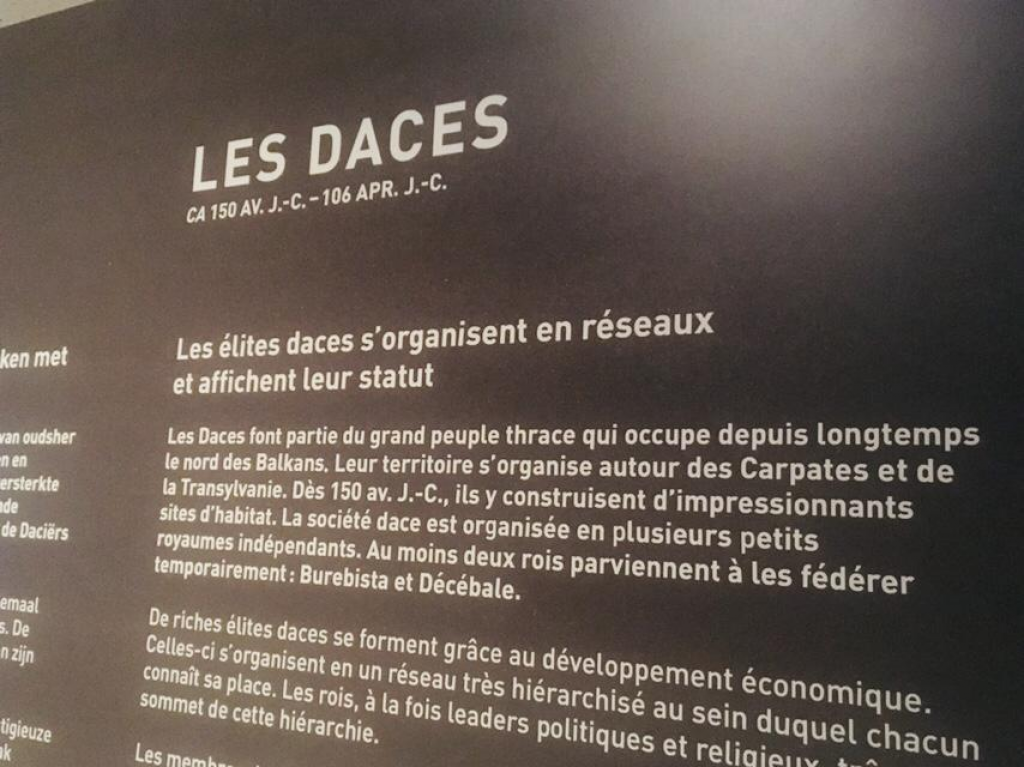 LES DACES
CA 150 AV. J.-C. – 106 APR. J.-C.
Les élites daces s'organisent en réseaux
et affichent leur statut
Les Daces font partie du grand peuple thrace qui occupe depuis longtemps
le nord des Balkans. Leur territoire s'organise autour des Carpates et de
la Transylvanie. Dès 150 av. J.-C., ils y construisent d'impressionnants
sites d'habitat. La société dace est organisée en plusieurs petits
royaumes indépendants. Au moins deux rois parviennent à les fédérer
temporairement : Burebista et Décébale.
De riches élites daces se forment grâce au développement économique.
Celles-ci s'organisent en un réseau très hiérarchisé au sein duquel chacun
connaît sa place. Les rois, à la fois leaders politiques et religieux,
sommet de cette hiérarchie.
Les
ken met
van oudsher
n en
ersterkte
de
de Daciërs
emaal
s. De
n zijn
tigieuze